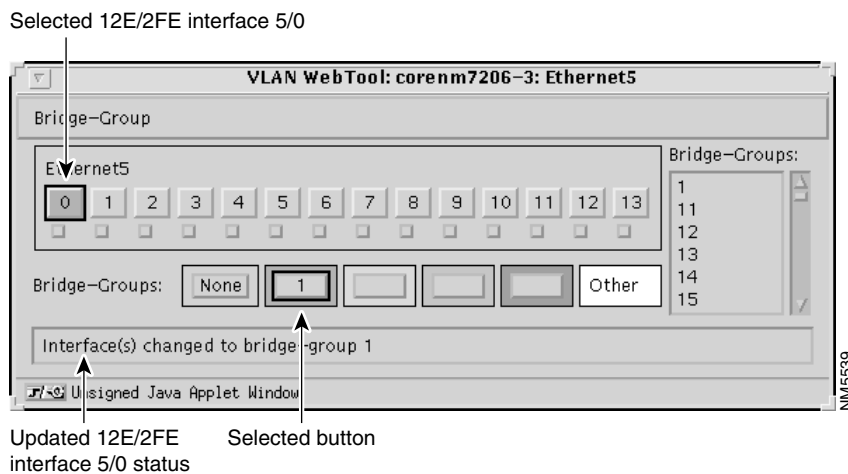 Selected 12E/2FE interface 5/0
VLAN WebTool: corenm7206-3: Ethernet5
Bridge-Group
Ethernet5
0 1 2 3 4 5 6 7 8 9 10 11 12 13
Bridge-Groups:
1
11
12
13
14
15
Bridge-Groups: None 1 Other
Interface(s) changed to bridge-group 1
Unsigned Java Applet Window
NM5539
Updated 12E/2FE
interface 5/0 status
Selected button